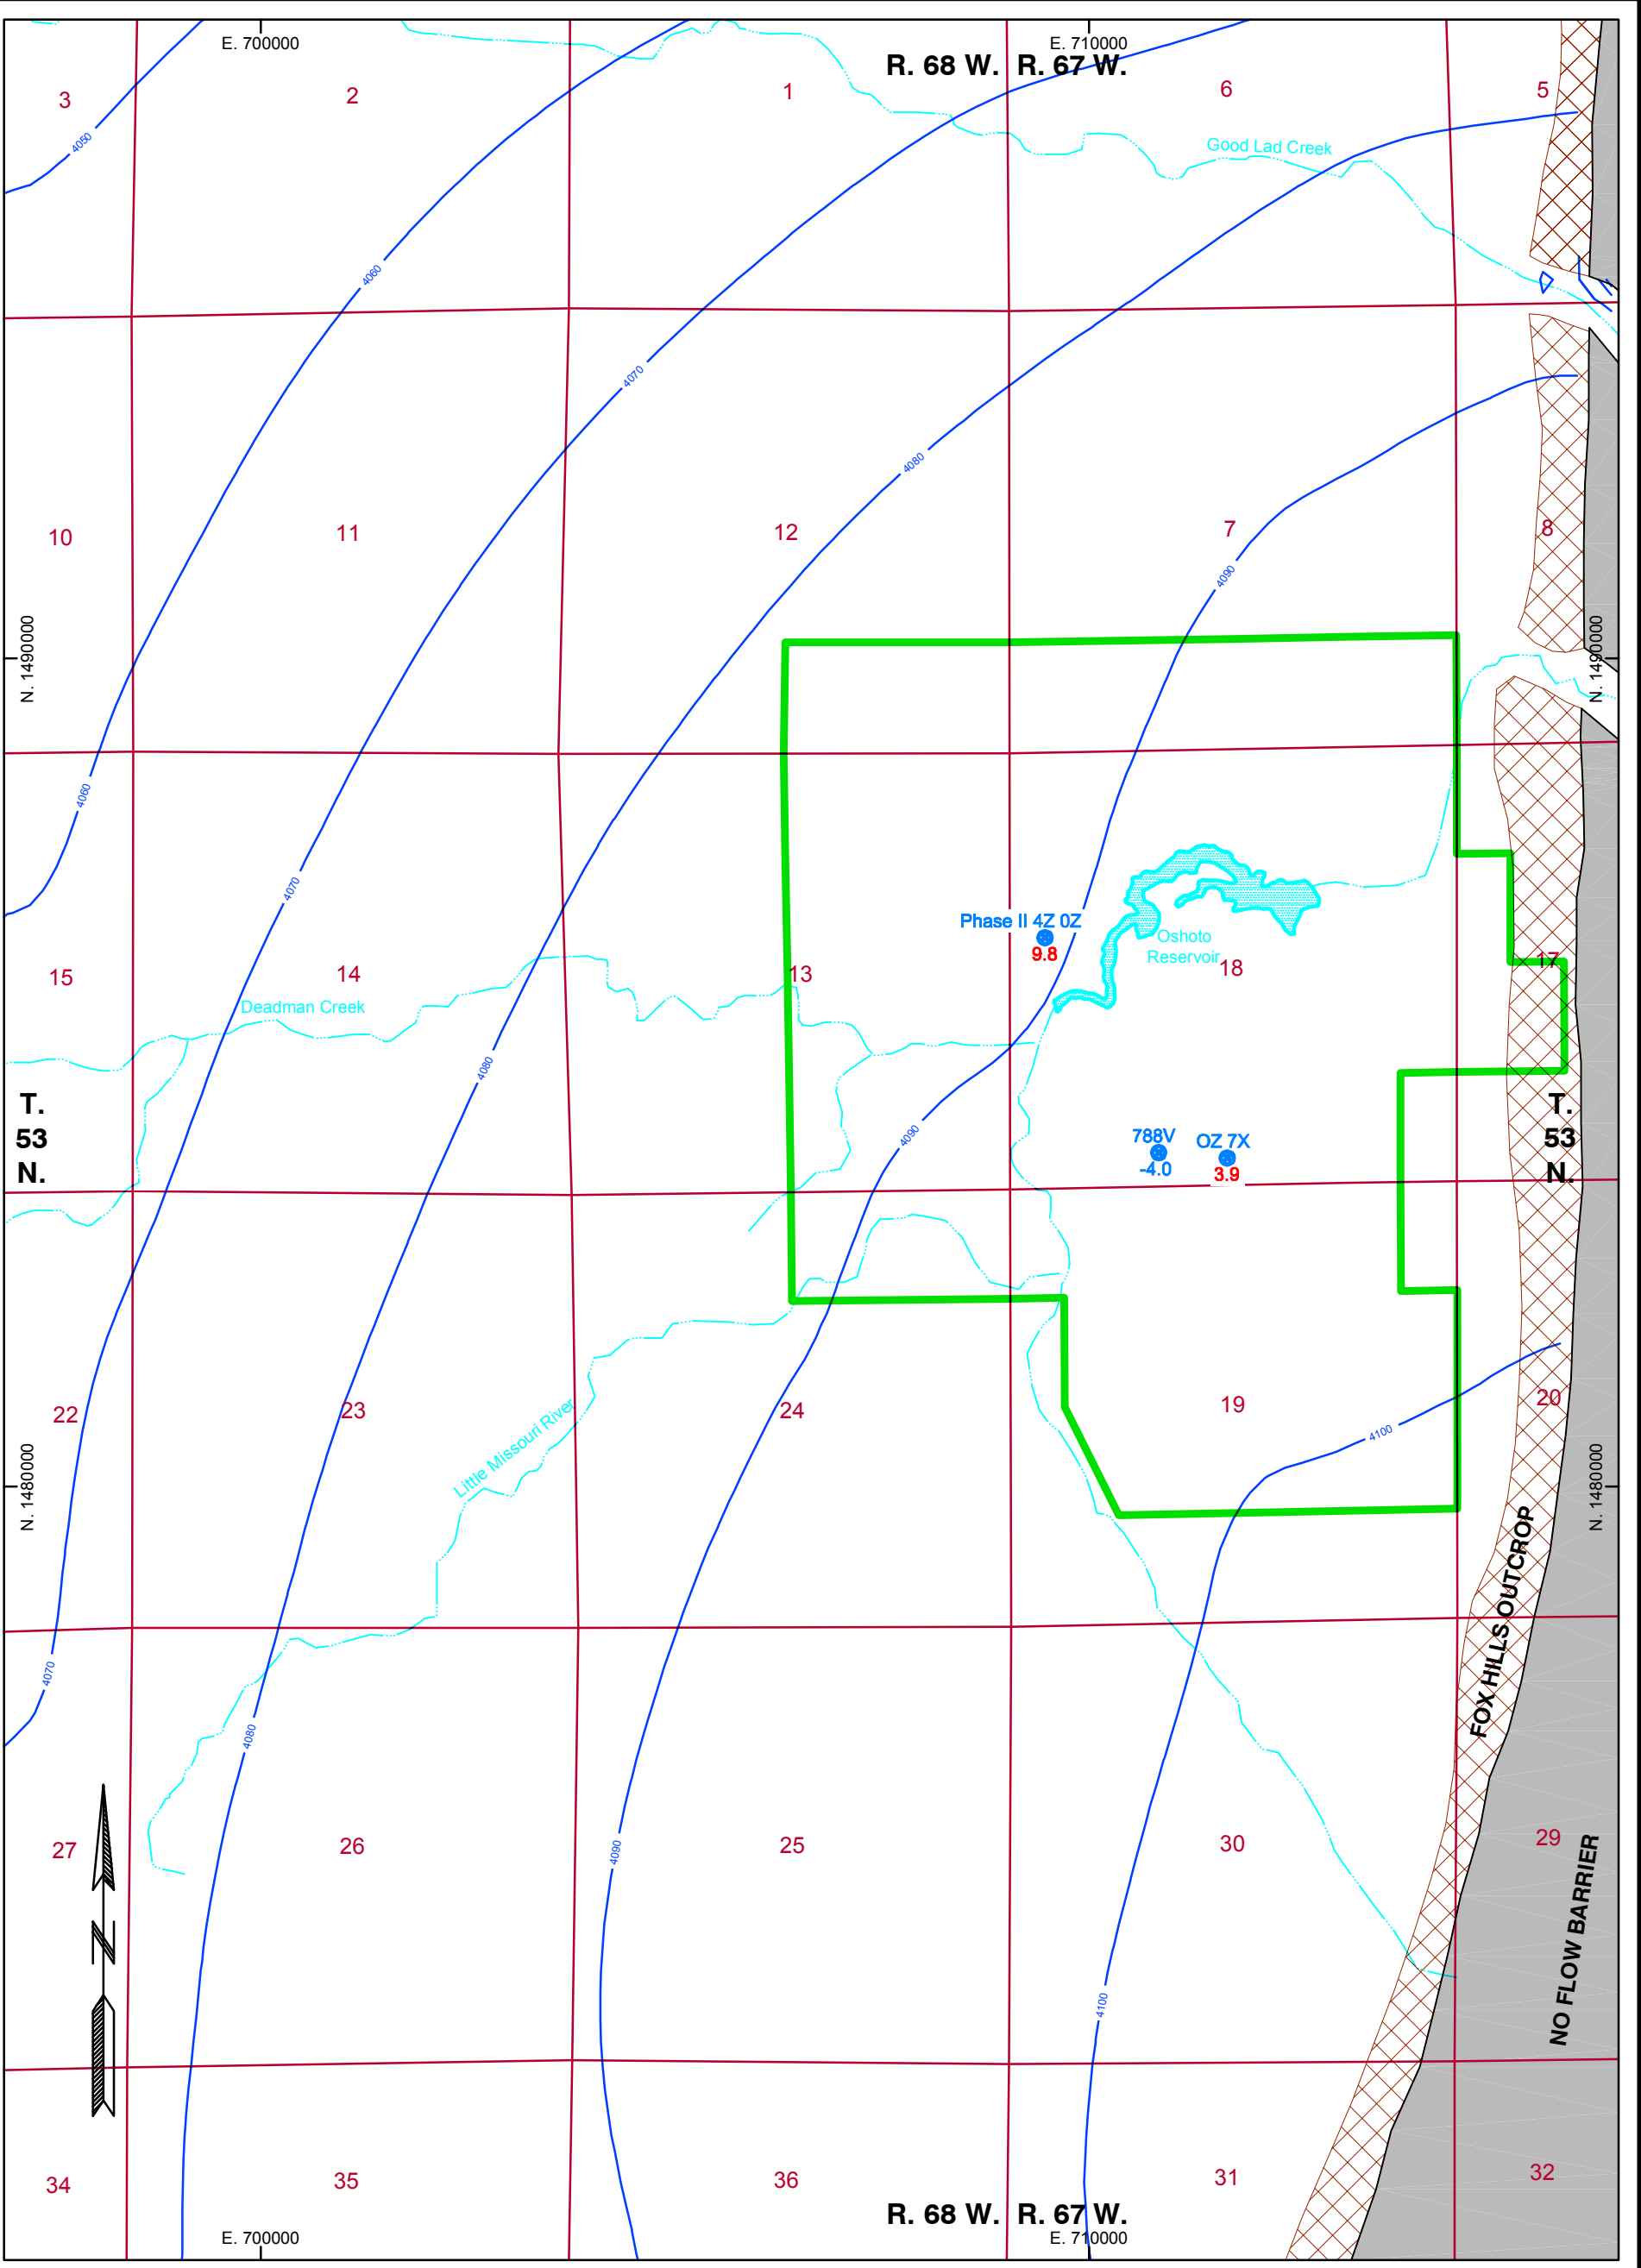 E. 700000
E. 710000
R. 68 W. R. 67 W.
3
2
1
6
5
4050
Good Lad Creek
4060
4070
4080
10
11
12
7
8
4090
N. 1490000
N. 1490000
4060
4070
Phase II 4Z 0Z
9.8
Oshoto
Reservoir
15
14
13
18
17
Deadman Creek
4080
4090
T.
53
N.
T.
53
N.
788V
-4.0
OZ 7X
3.9
22
23
24
19
20
Little Missouri River
4100
N. 1480000
N. 1480000
FOX HILLS OUTCROP
4070
4080
27
26
25
30
29
4090
NO FLOW BARRIER
N
4100
34
35
36
31
32
R. 68 W. R. 67 W.
E. 700000
E. 710000